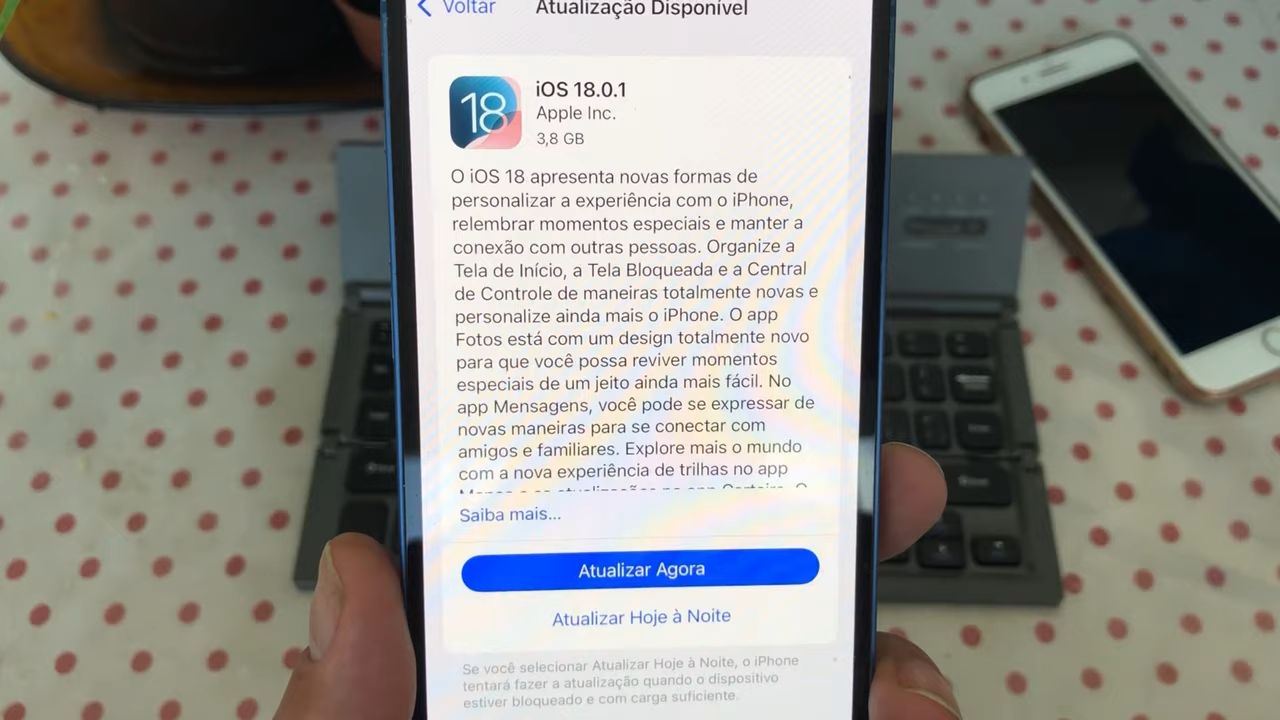 Voltar
Atualização Disponível
18
iOS 18.0.1
Apple Inc.
3,8 GB
O iOS 18 apresenta novas formas de
personalizar a experiência com o iPhone,
relembrar momentos especiais e manter a
conexão com outras pessoas. Organize a
Tela de Início, a Tela Bloqueada e a Central
de Controle de maneiras totalmente novas e
personalize ainda mais o iPhone. O app
Fotos está com um design totalmente novo
para que você possa reviver momentos
especiais de um jeito ainda mais fácil. No
app Mensagens, você pode se expressar de
novas maneiras para se conectar com
amigos e familiares. Explore mais o mundo
com a nova experiência de trilhas no app
Saiba mais...
Atualizar Agora
Atualizar Hoje à Noite
Se você selecionar Atualizar Hoje à Noite, o iPhone
tentará fazer a atualização quando o dispositivo
estiver bloqueado e com carga suficiente.